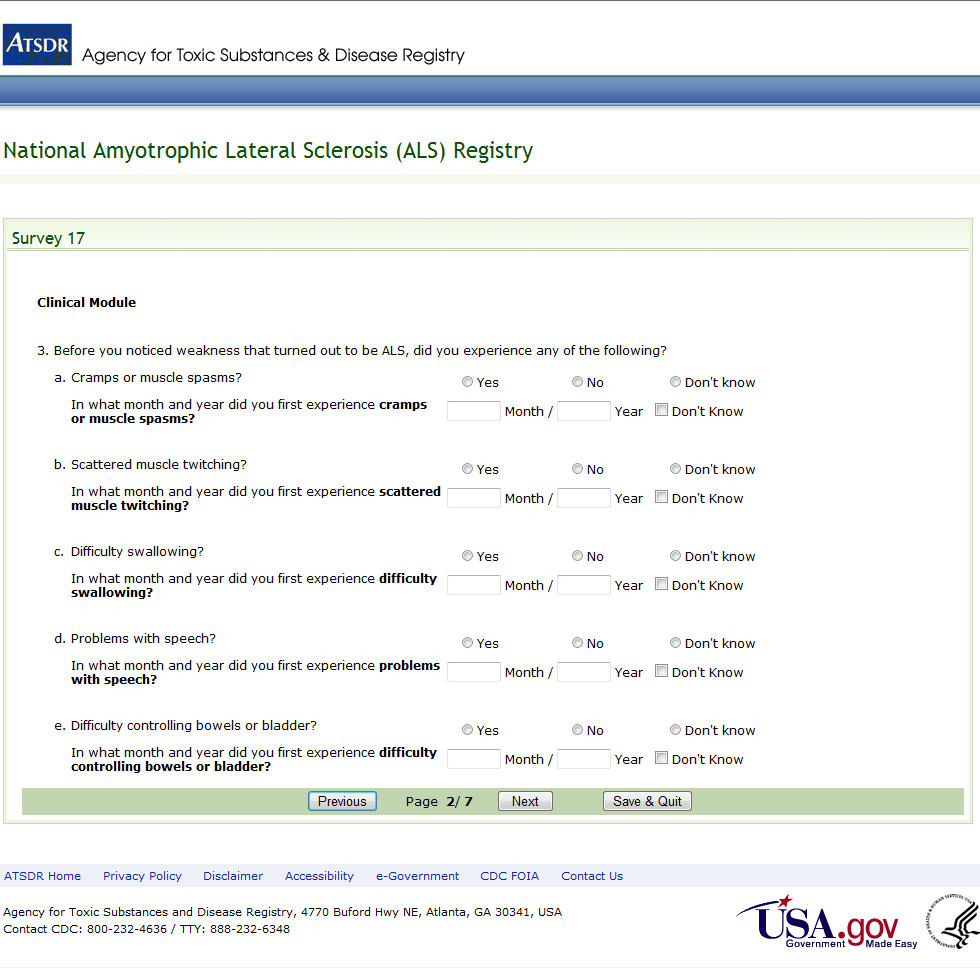 ATSDR Agency for Toxic Substances & Disease Registry
National Amyotrophic Lateral Sclerosis (ALS) Registry
Survey 17
Clinical Module
3. Before you noticed weakness that turned out to be ALS, did you experience any of the following?
a. Cramps or muscle spasms? Yes No Don't know
In what month and year did you first experience cramps
or muscle spasms? Month / Year Don't Know
b. Scattered muscle twitching? Yes No Don't know
In what month and year did you first experience scattered
muscle twitching? Month / Year Don't Know
c. Difficulty swallowing? Yes No Don't know
In what month and year did you first experience difficulty
swallowing? Month / Year Don't Know
d. Problems with speech? Yes No Don't know
In what month and year did you first experience problems
with speech? Month / Year Don't Know
e. Difficulty controlling bowels or bladder? Yes No Don't know
In what month and year did you first experience difficulty
controlling bowels or bladder? Month / Year Don't Know
Previous Page 2/ 7 Next Save & Quit
ATSDR Home Privacy Policy Disclaimer Accessibility e-Government CDC FOIA Contact Us
Agency for Toxic Substances and Disease Registry, 4770 Buford Hwy NE, Atlanta, GA 30341, USA
Contact CDC: 800-232-4636 / TTY: 888-232-6348
USA.gov
Government Made Easy